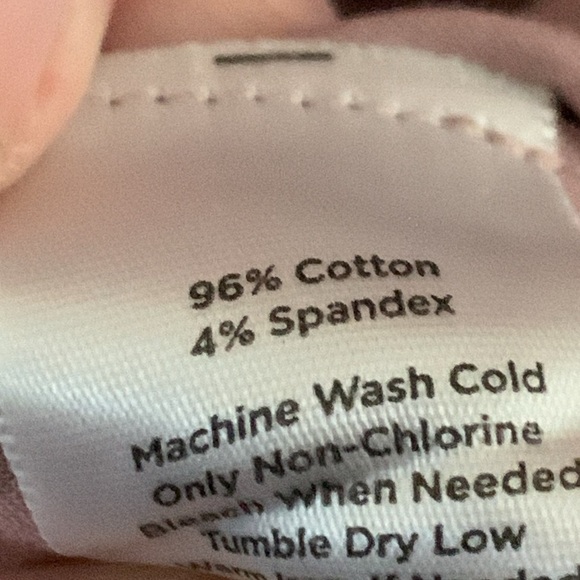 96% Cotton
4% Spandex
Machine Wash Cold
Only Non-Chlorine
Bleach When Needed
Tumble Dry Low